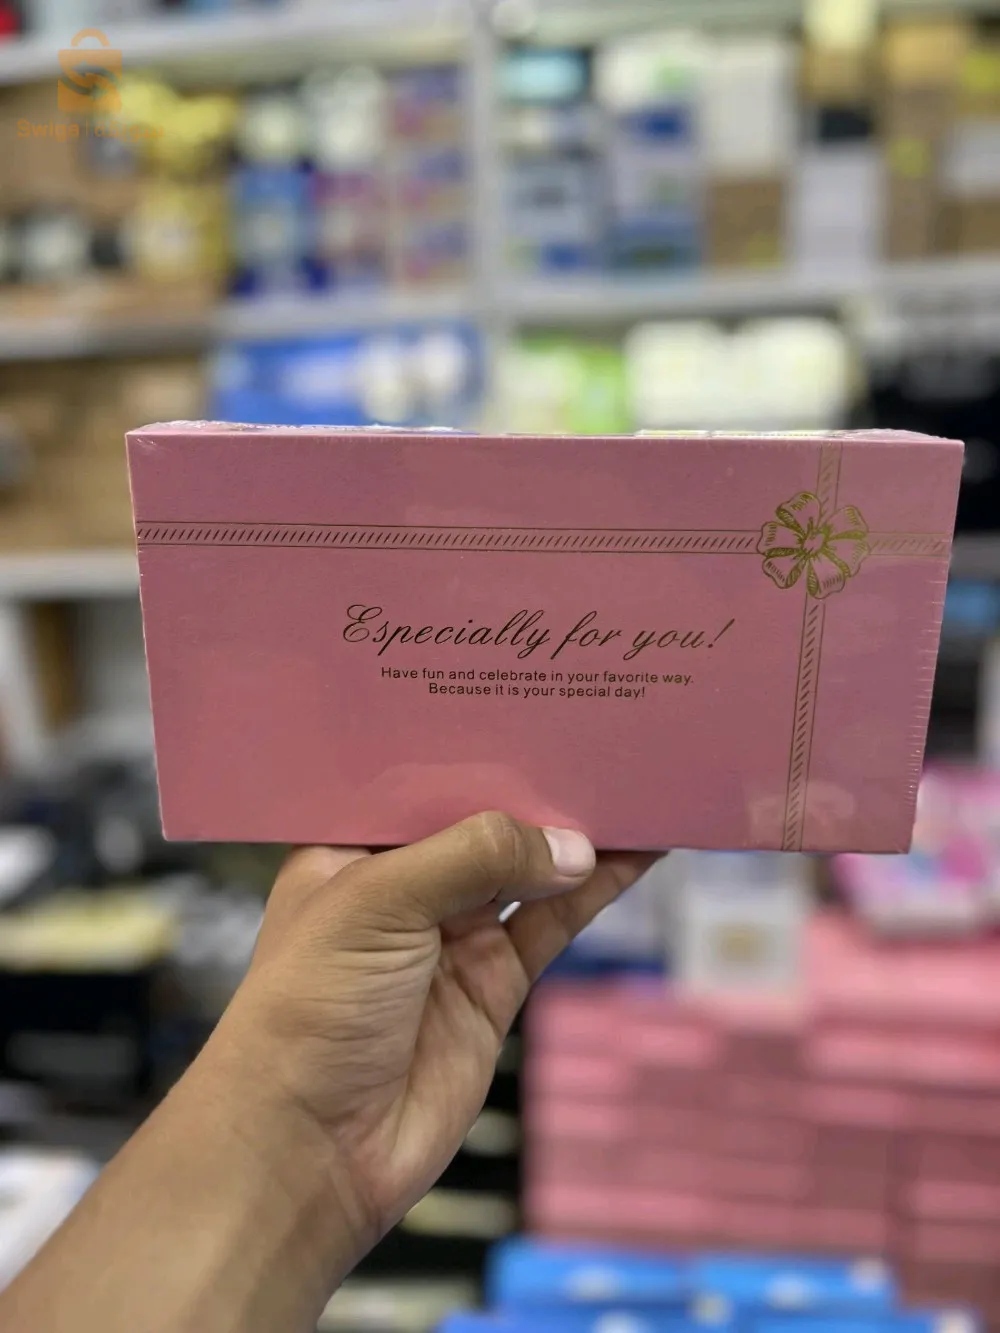 Especially for you!
Have fun and celebrate in your favorite way.
Because it is your special day!